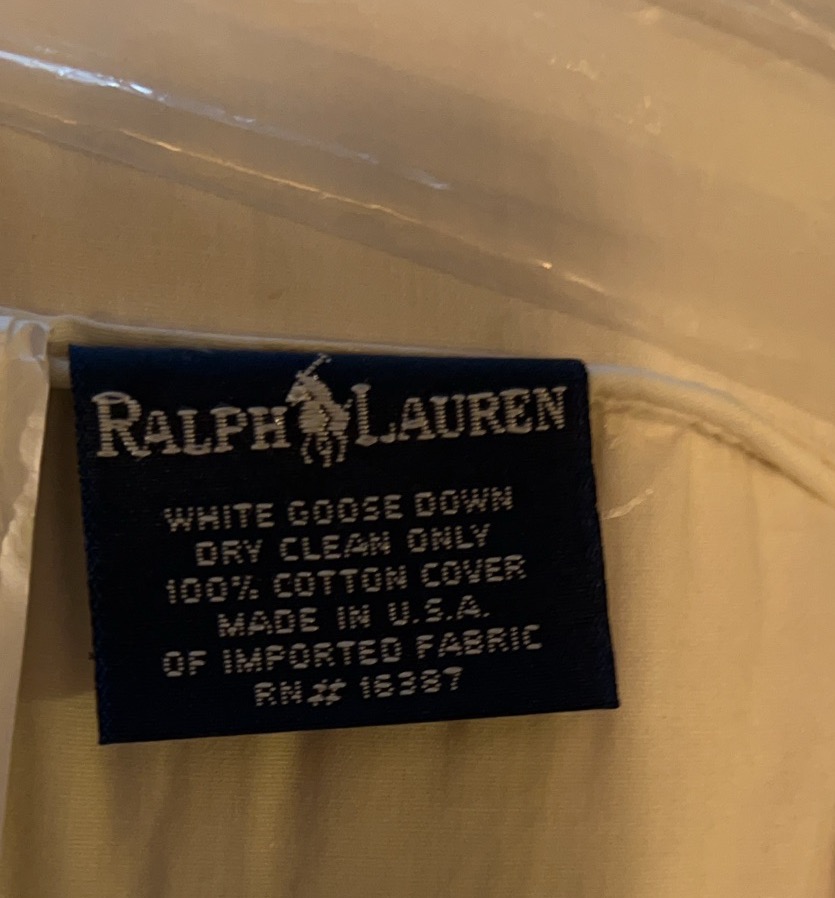 RALPH LAUREN
WHITE GOOSE DOWN
DRY CLEAN ONLY
100% COTTON COVER
MADE IN U.S.A.
OF IMPORTED FABRIC
RN# 16387